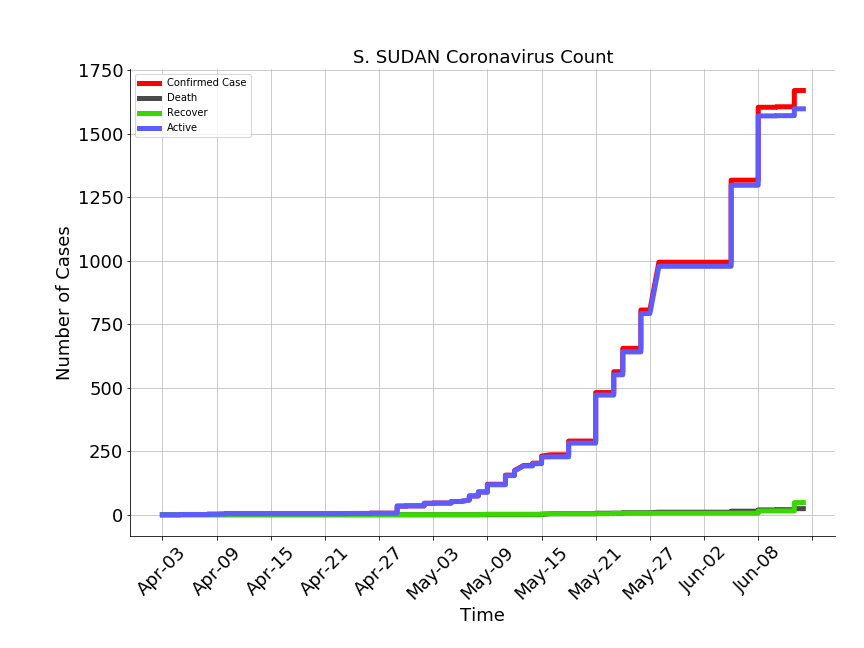 S. SUDAN Coronavirus Count
Confirmed Case
Death
Recover
Active
Number of Cases
1750
1500
1250
1000
750
500
250
0
Apr-03
Apr-09
Apr-15
Apr-21
Apr-27
May-03
May-09
May-15
May-21
May-27
Jun-02
Jun-08
Time